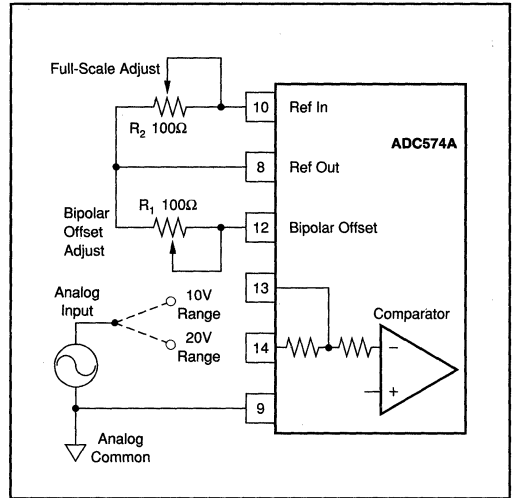 Full-Scale Adjust
R2 100Ω
10 Ref In
ADC574A
8 Ref Out
R1 100Ω
Bipolar
Offset
Adjust
12 Bipolar Offset
13
Analog
Input
10V
Range
20V
Range
Comparator
14
−
+
9
Analog
Common